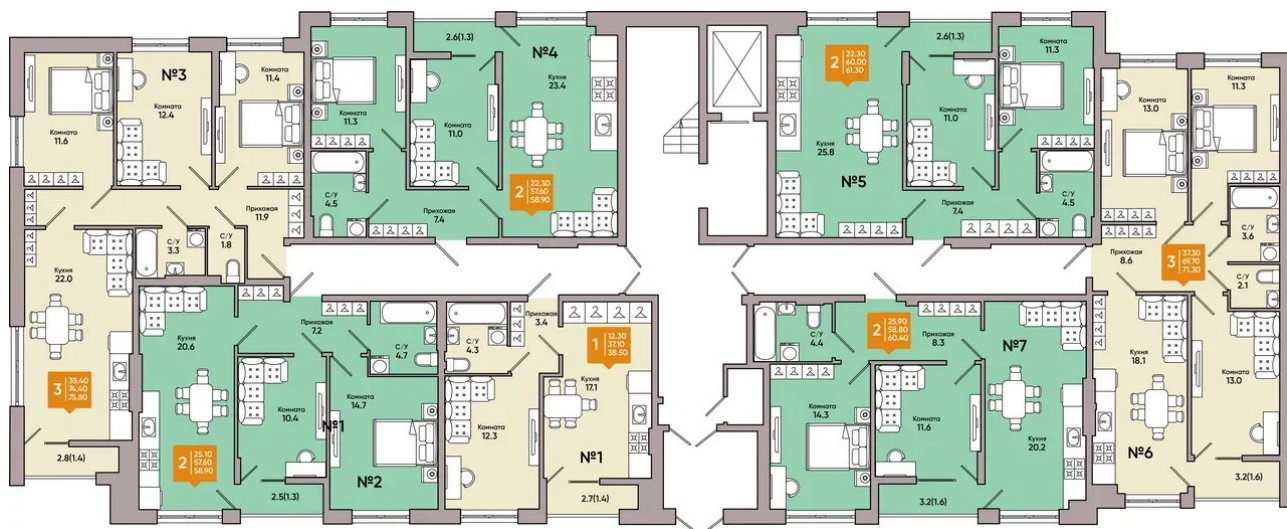 Комната
11.6
№3
Комната
12.4
Комната
11.4
Прихожая
11.9
С/У
3.3
С/У
1.8
Кухня
22.0
3
35.40
74.40
75.80
2.8(1.4)
Комната
11.3
2.6(1.3)
Комната
11.0
№4
Кухня
23.4
2
22.30
57.60
58.90
С/У
4.5
Прихожая
7.4
Кухня
20.6
Прихожая
7.2
С/У
4.7
Комната
10.4
№1
Комната
14.7
№2
2
25.10
57.60
58.90
2.5(1.3)
С/У
4.3
Прихожая
3.4
1
12.30
37.10
38.50
Кухня
17.1
Комната
12.3
№1
2.7(1.4)
2
22.30
60.00
61.30
2.6(1.3)
Комната
11.3
Комната
11.0
Кухня
25.8
№5
Прихожая
7.4
С/У
4.5
Комната
13.0
Комната
11.3
С/У
3.6
3
37.30
69.70
71.30
Прихожая
8.6
С/У
2.1
Кухня
18.1
Комната
13.0
№6
3.2(1.6)
С/У
4.4
2
25.90
58.80
60.40
Прихожая
8.3
№7
Комната
14.3
Комната
11.6
Кухня
20.2
3.2(1.6)